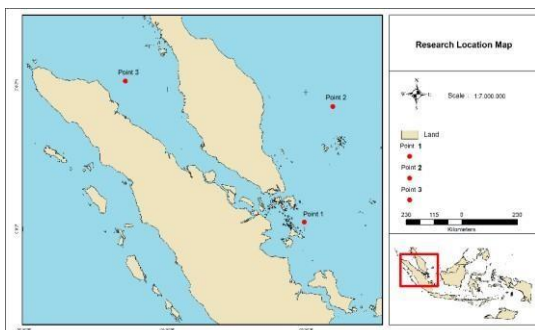 Point 3
Point 2
Point 1
Research Location Map
N
W
S
Scale : 1:7.000.000
Land
Point 1
Point 2
Point 3
230 115 0 230
Kilometers